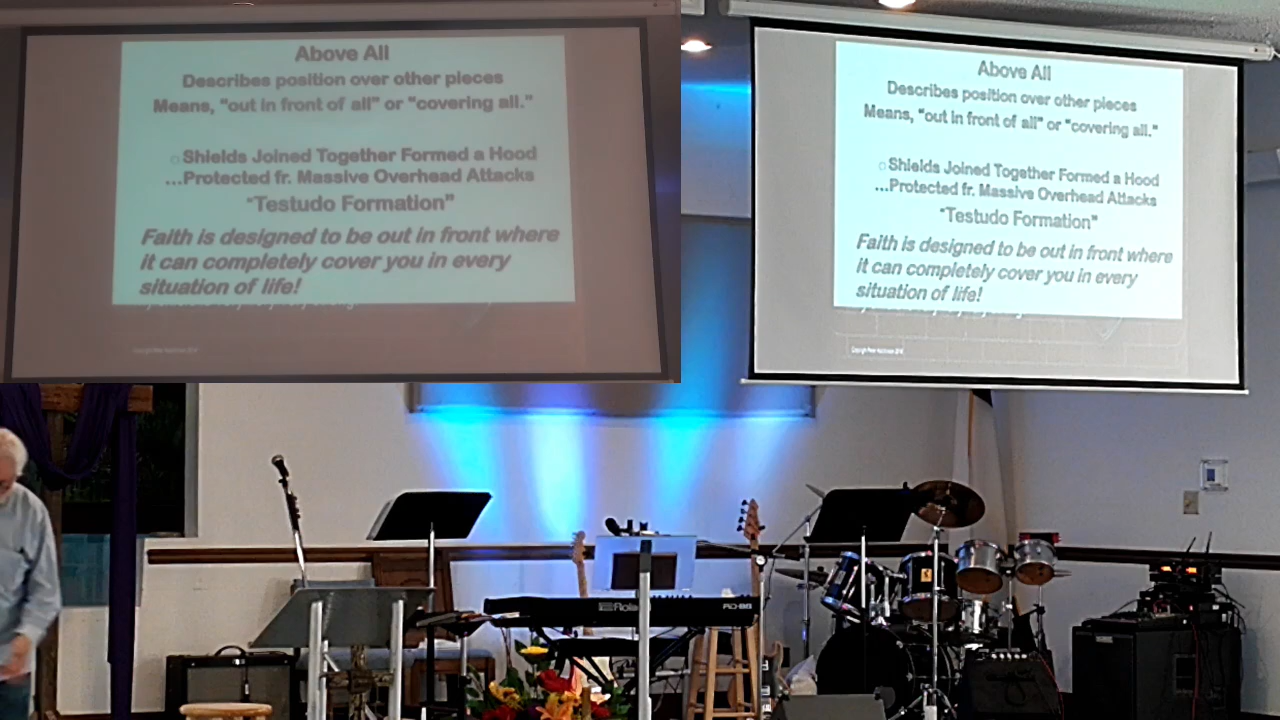 Above All
Describes position over other pieces
Means, "out in front of all" or "covering all."
Shields Joined Together Formed a Hood
...Protected fr. Massive Overhead Attacks
"Testudo Formation"
Faith is designed to be out in front where
it can completely cover you in every
situation of life!
Above All
Describes position over other pieces
Means, "out in front of all" or "covering all."
Shields Joined Together Formed a Hood
...Protected fr. Massive Overhead Attacks
"Testudo Formation"
Faith is designed to be out in front where
it can completely cover you in every
situation of life!
Roland